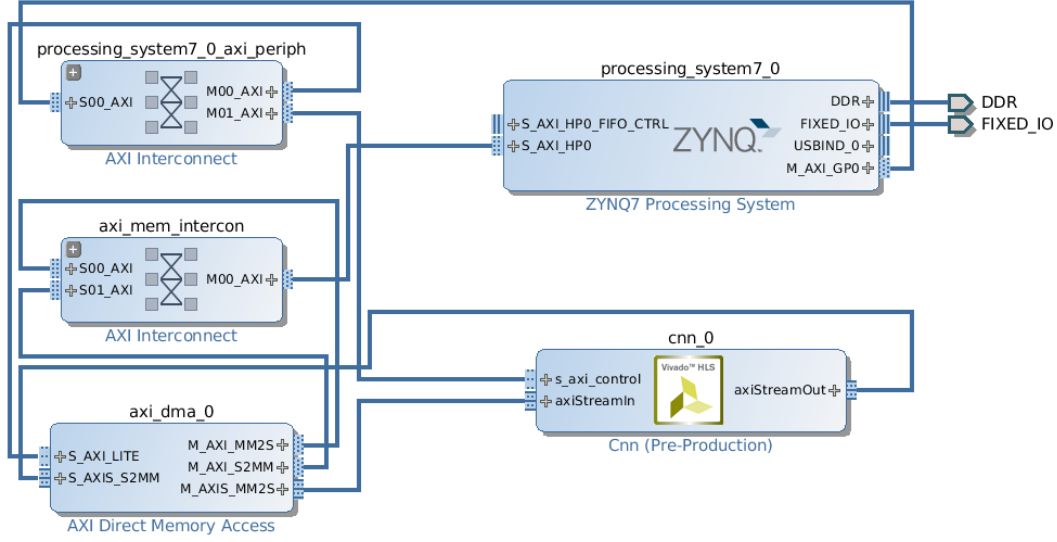 processing_system7_0_axi_periph
S00_AXI
M00_AXI
M01_AXI
AXI Interconnect
processing_system7_0
S_AXI_HP0_FIFO_CTRL
S_AXI_HP0
ZYNQ
DDR
FIXED_IO
USBIND_0
M_AXI_GP0
ZYNQ7 Processing System
DDR
FIXED_IO
axi_mem_intercon
S00_AXI
S01_AXI
M00_AXI
AXI Interconnect
cnn_0
s_axi_control
axiStreamIn
Vivado™ HLS
axiStreamOut
Cnn (Pre-Production)
axi_dma_0
S_AXI_LITE
S_AXIS_S2MM
M_AXI_MM2S
M_AXI_S2MM
M_AXIS_MM2S
AXI Direct Memory Access